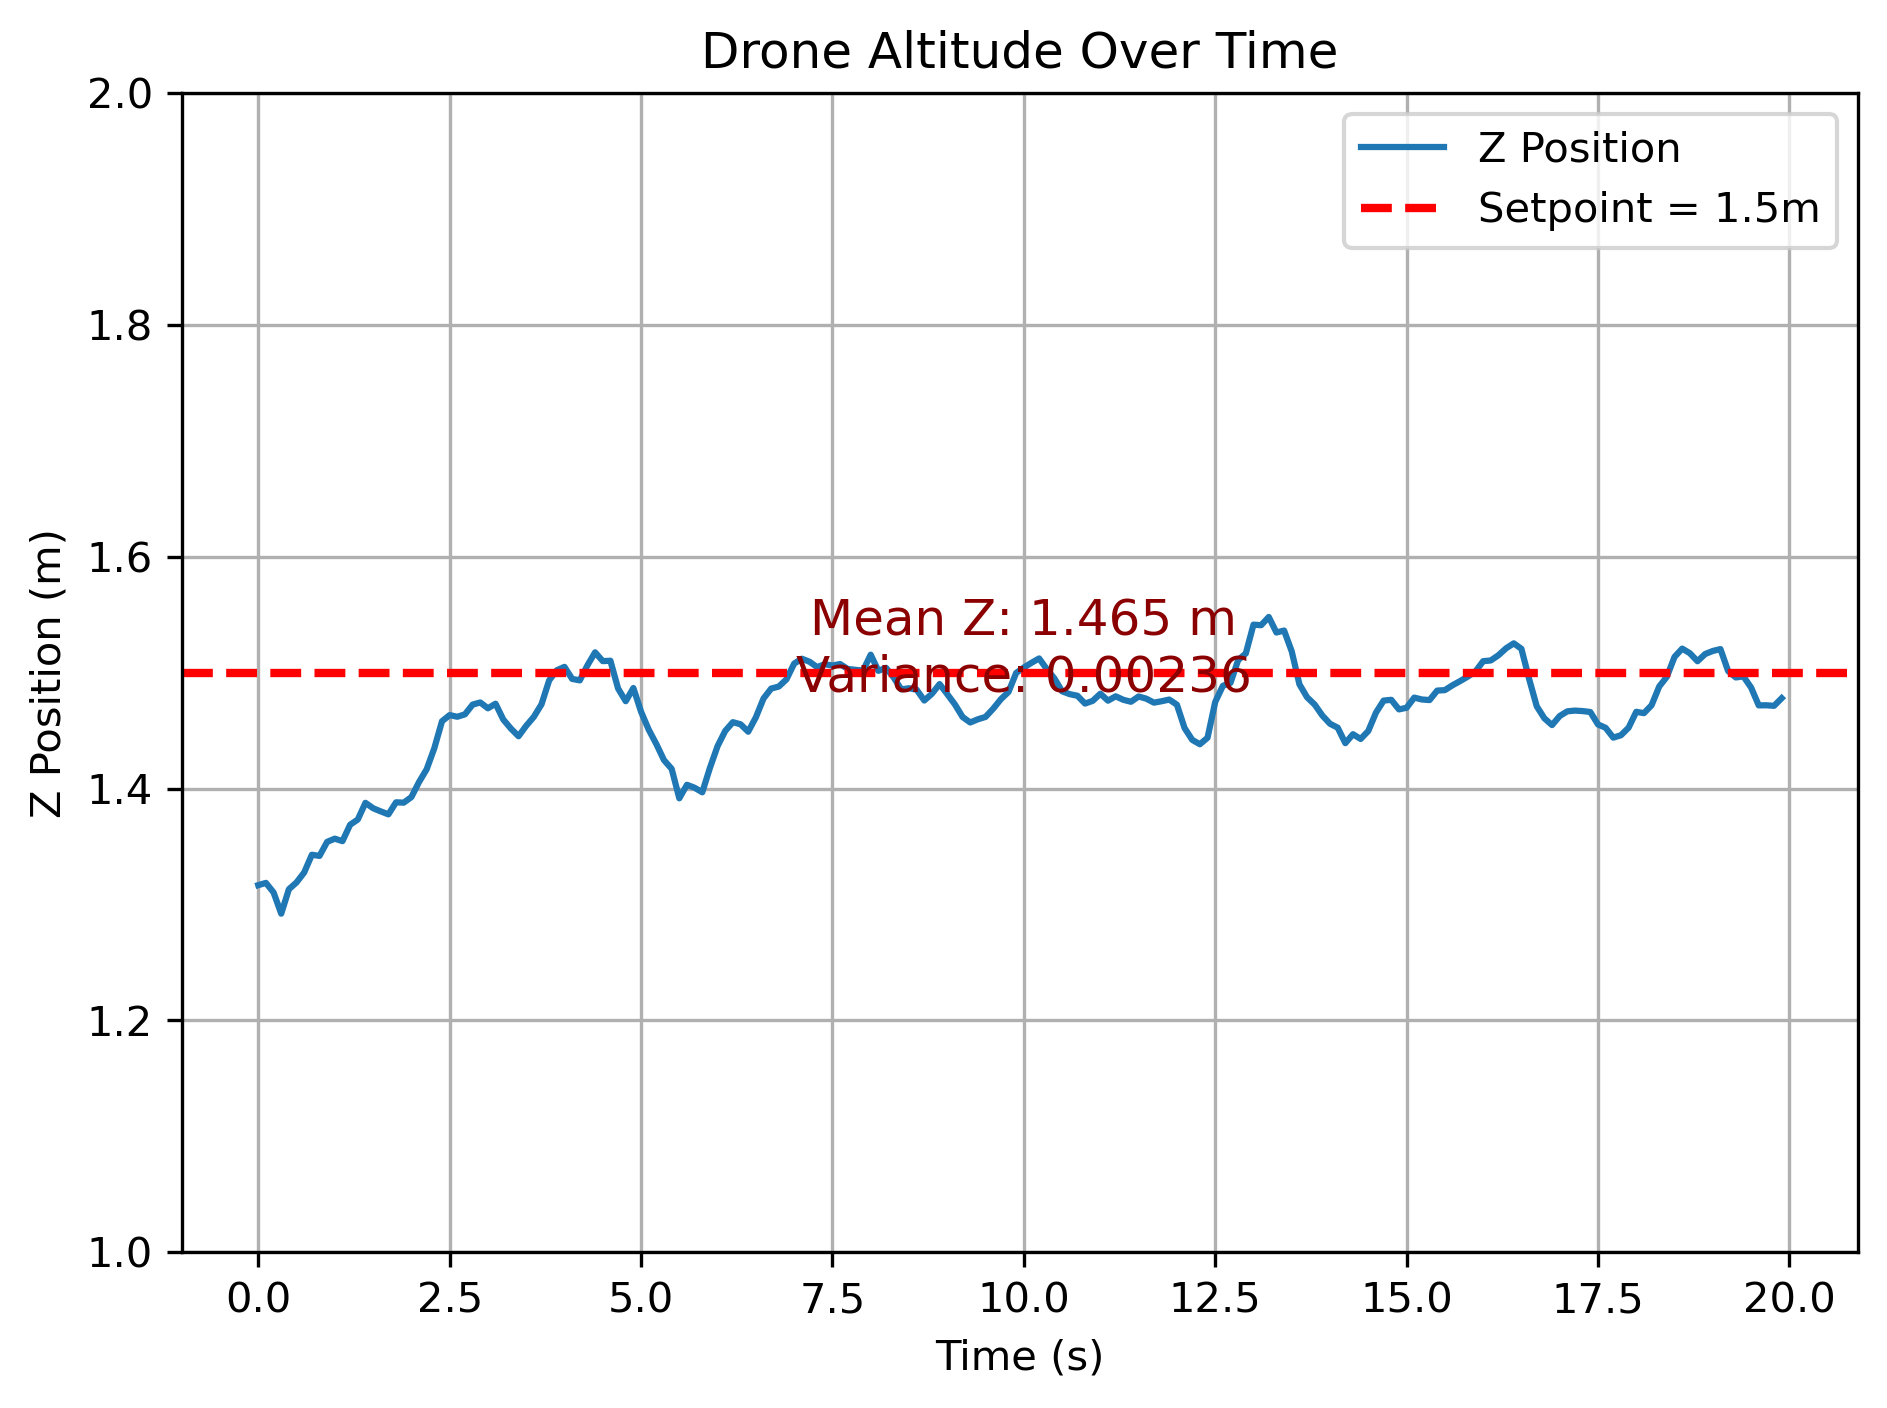 Drone Altitude Over Time
2.0
1.8
1.6
1.4
1.2
1.0
Z Position (m)
Z Position
Setpoint = 1.5m
Mean Z: 1.465 m
Variance: 0.00236
0.0 2.5 5.0 7.5 10.0 12.5 15.0 17.5 20.0
Time (s)